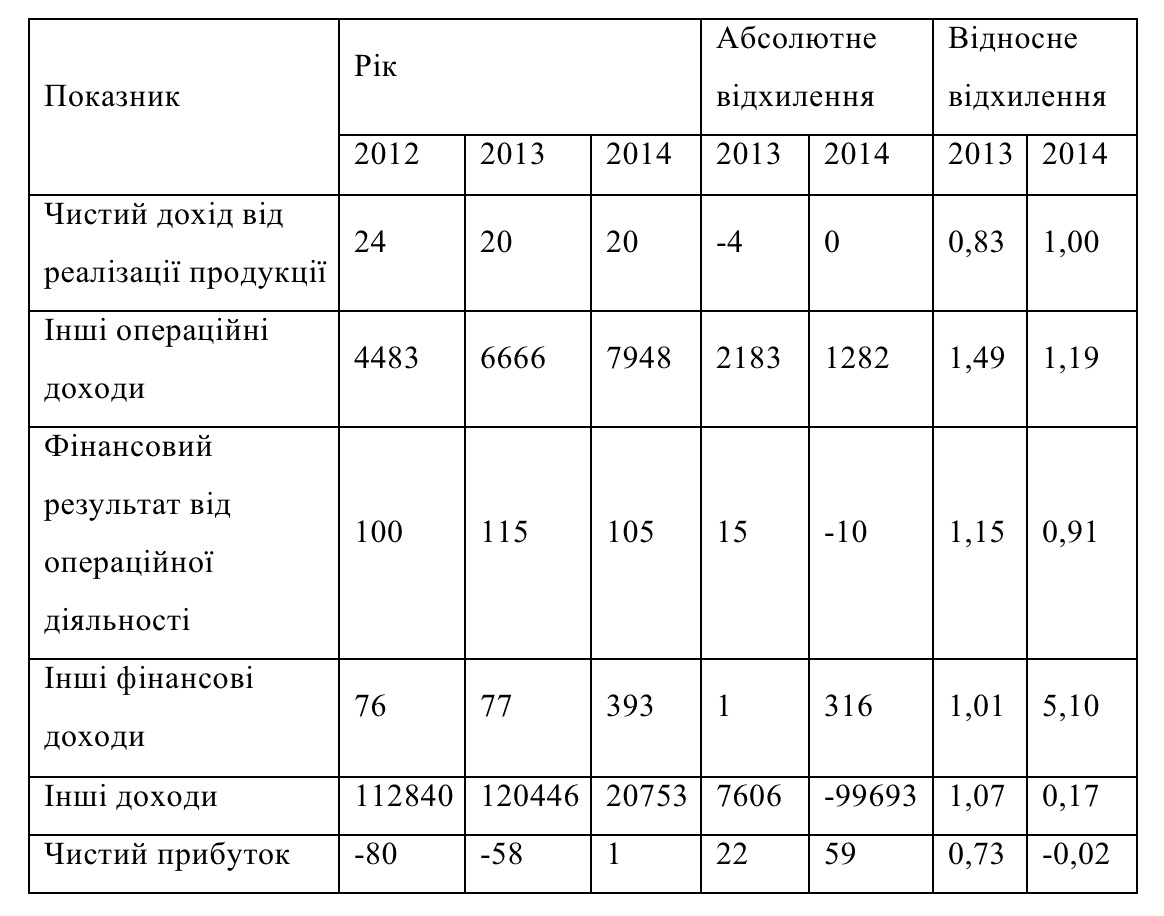 Показник
Рік
Абсолютне
відхилення
Відносне
відхилення
2012 2013 2014 2013 2014 2013 2014
Чистий дохід від
реалізації продукції
24 20 20 -4 0 0,83 1,00
Інші операційні
доходи
4483 6666 7948 2183 1282 1,49 1,19
Фінансовий
результат від
операційної
діяльності
100 115 105 15 -10 1,15 0,91
Інші фінансові
доходи
76 77 393 1 316 1,01 5,10
Інші доходи 112840 120446 20753 7606 -99693 1,07 0,17
Чистий прибуток -80 -58 1 22 59 0,73 -0,02